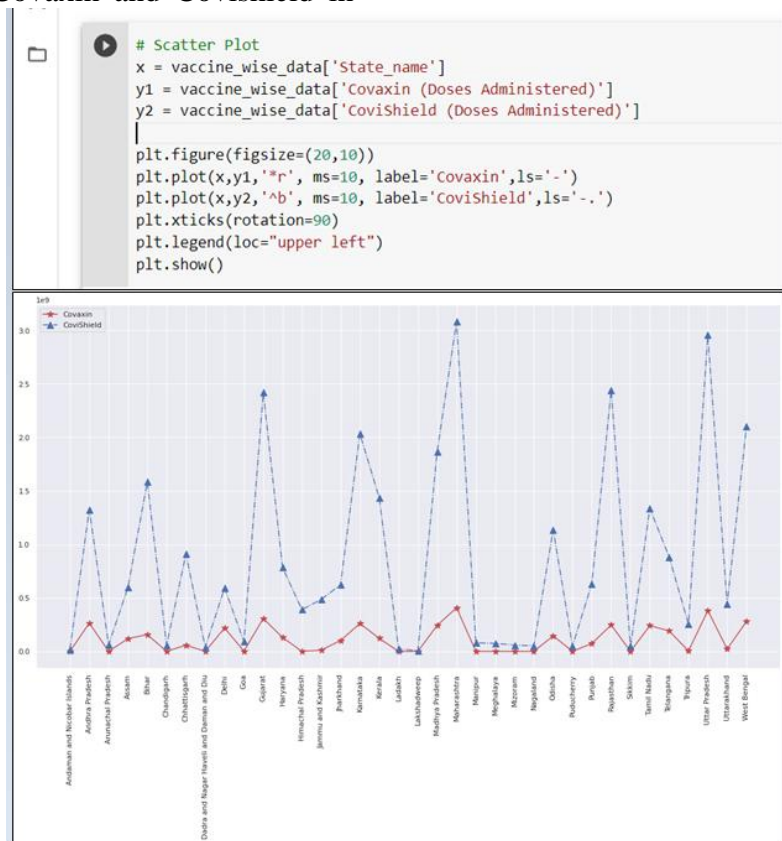 Covaxin and Covishield in
# Scatter Plot
x = vaccine_wise_data['State_name']
y1 = vaccine_wise_data['Covaxin (Doses Administered)']
y2 = vaccine_wise_data['CoviShield (Doses Administered)']
plt.figure(figsize=(20,10))
plt.plot(x,y1,'*r', ms=10, label='Covaxin',ls='-')
plt.plot(x,y2,'^b', ms=10, label='CoviShield',ls='-.')
plt.xticks(rotation=90)
plt.legend(loc="upper left")
plt.show()
1e9
Covaxin
CoviShield
3.0
2.5
2.0
1.5
1.0
0.5
0.0
Andaman and Nicobar Islands
Andhra Pradesh
Arunachal Pradesh
Assam
Bihar
Chandigarh
Chhattisgarh
Dadra and Nagar Haveli and Daman and Diu
Delhi
Goa
Gujarat
Haryana
Himachal Pradesh
Jammu and Kashmir
Jharkhand
Karnataka
Kerala
Ladakh
Lakshadweep
Madhya Pradesh
Maharashtra
Manipur
Meghalaya
Mizoram
Nagaland
Odisha
Puducherry
Punjab
Rajasthan
Sikkim
Tamil Nadu
Telangana
Tripura
Uttar Pradesh
Uttarakhand
West Bengal